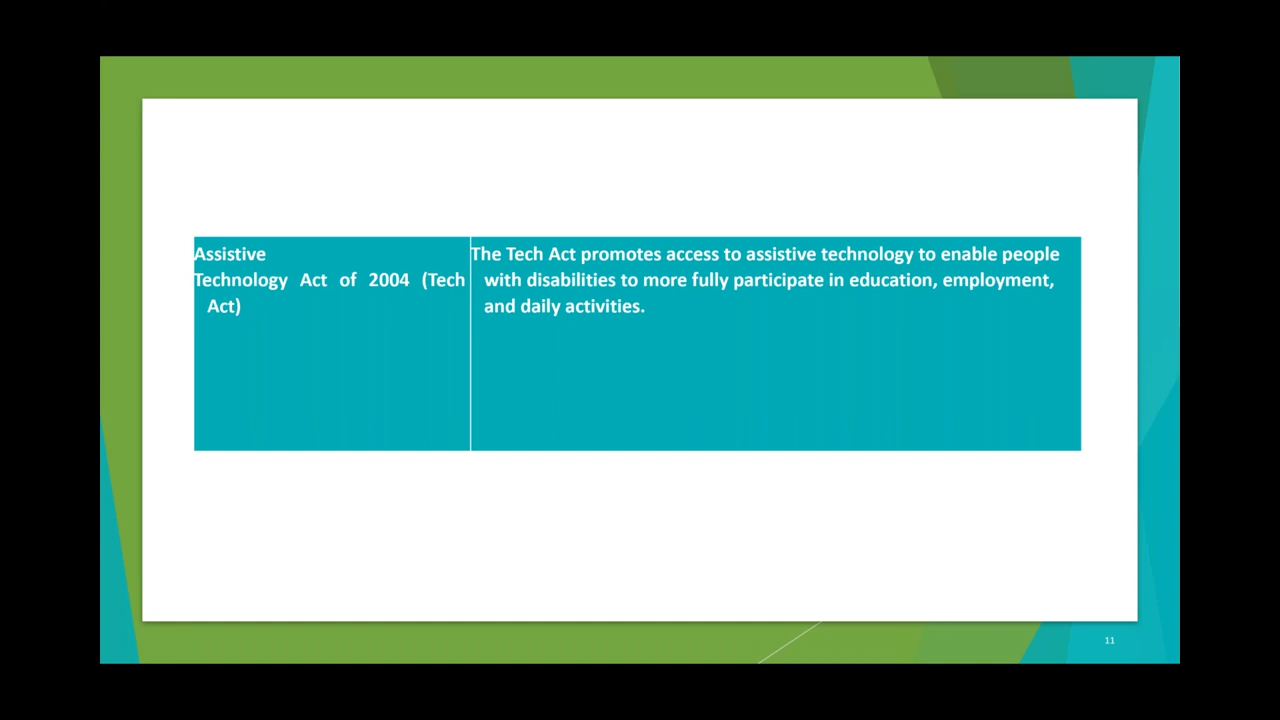 Assistive
Technology Act of 2004 (Tech
Act)
The Tech Act promotes access to assistive technology to enable people
with disabilities to more fully participate in education, employment,
and daily activities.
11